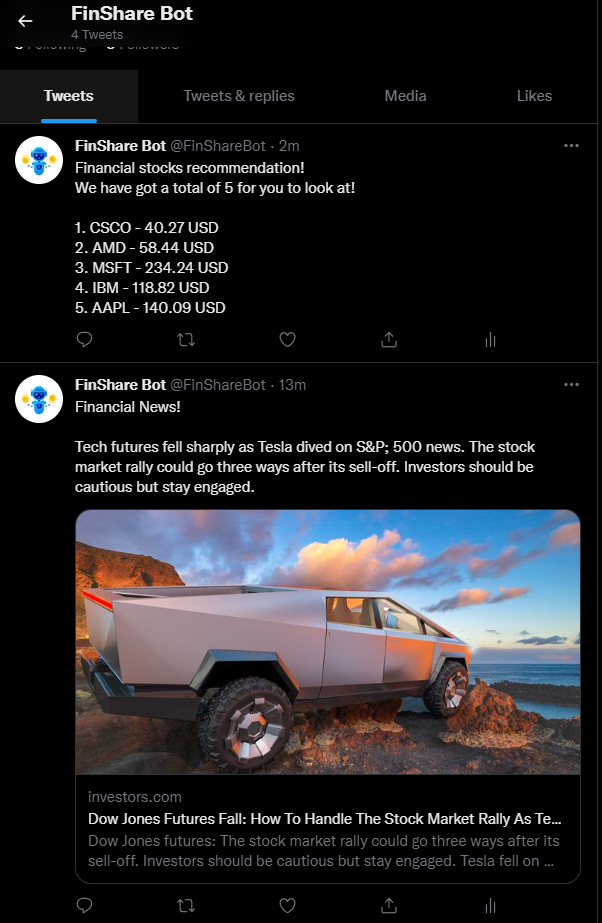 FinShare Bot
4 Tweets
Tweets Tweets & replies Media Likes
FinShare Bot @FinShareBot · 2m
Financial stocks recommendation!
We have got a total of 5 for you to look at!
1. CSCO - 40.27 USD
2. AMD - 58.44 USD
3. MSFT - 234.24 USD
4. IBM - 118.82 USD
5. AAPL - 140.09 USD
FinShare Bot @FinShareBot · 13m
Financial News!
Tech futures fell sharply as Tesla dived on S&P; 500 news. The stock
market rally could go three ways after its sell-off. Investors should be
cautious but stay engaged.
investors.com
Dow Jones Futures Fall: How To Handle The Stock Market Rally As Te...
Dow Jones futures: The stock market rally could go three ways after its
sell-off. Investors should be cautious but stay engaged. Tesla fell on ...